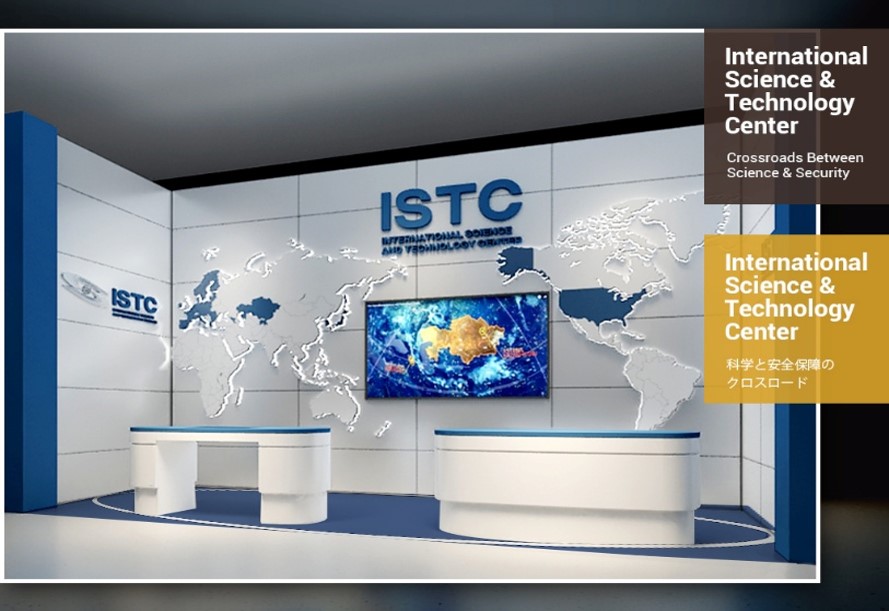 International
Science &
Technology
Center
Crossroads Between
Science & Security
International
Science &
Technology
Center
科学と安全保障の
クロスロード
ISTC
INTERNATIONAL SCIENCE
AND TECHNOLOGY CENTER
ISTC